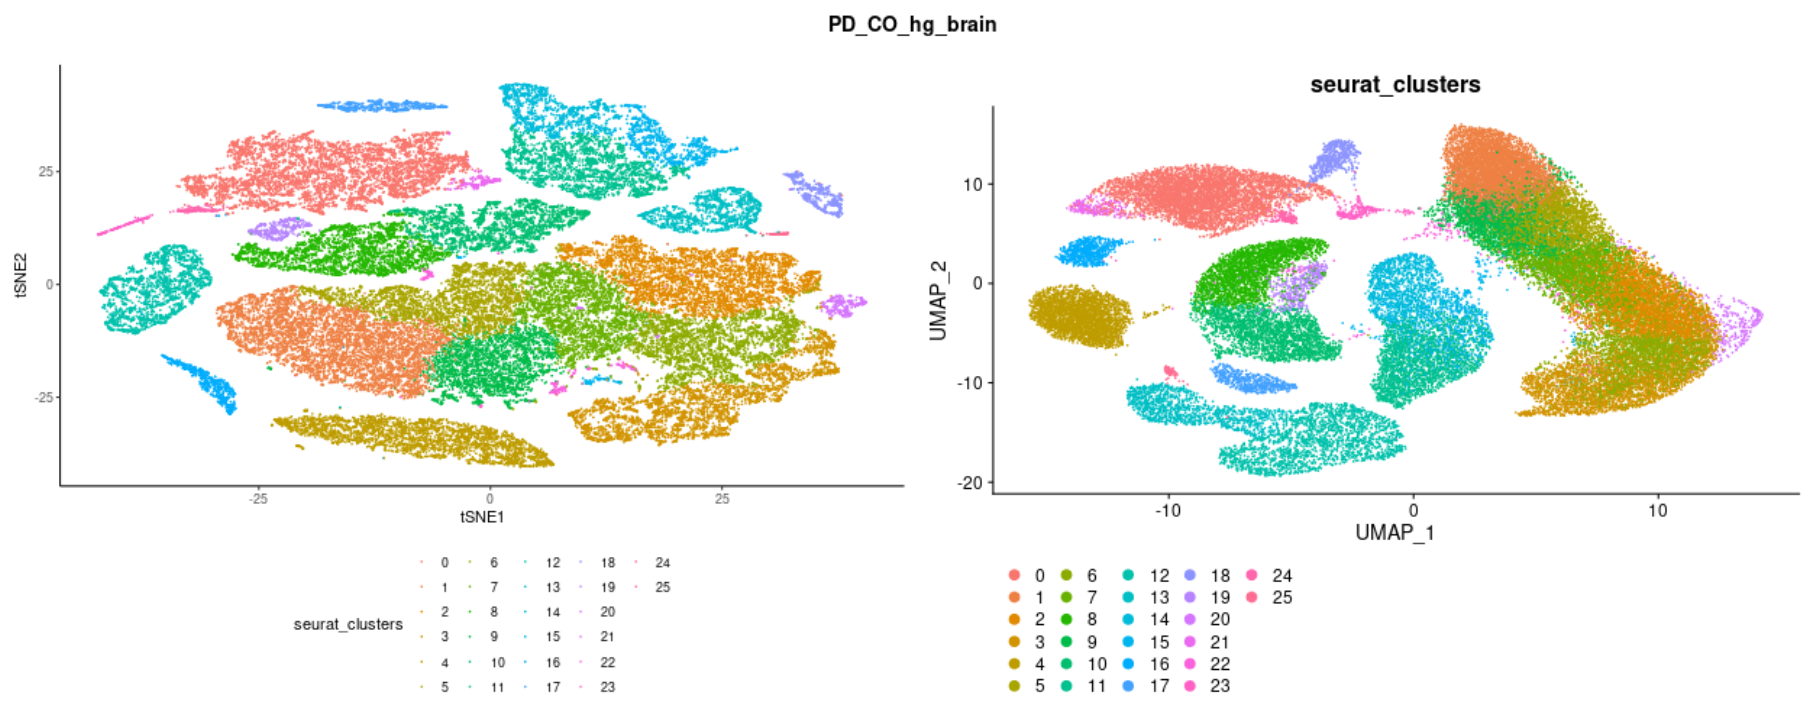 PD_CO_hg_brain
25
0
-25
tSNE2
-25 0 25
tSNE1
seurat_clusters
0 6 12 18 24
1 7 13 19 25
2 8 14 20
3 9 15 21
4 10 16 22
5 11 17 23
seurat_clusters
10
0
-10
-20
UMAP_2
-10 0 10
UMAP_1
0 6 12 18 24
1 7 13 19 25
2 8 14 20
3 9 15 21
4 10 16 22
5 11 17 23